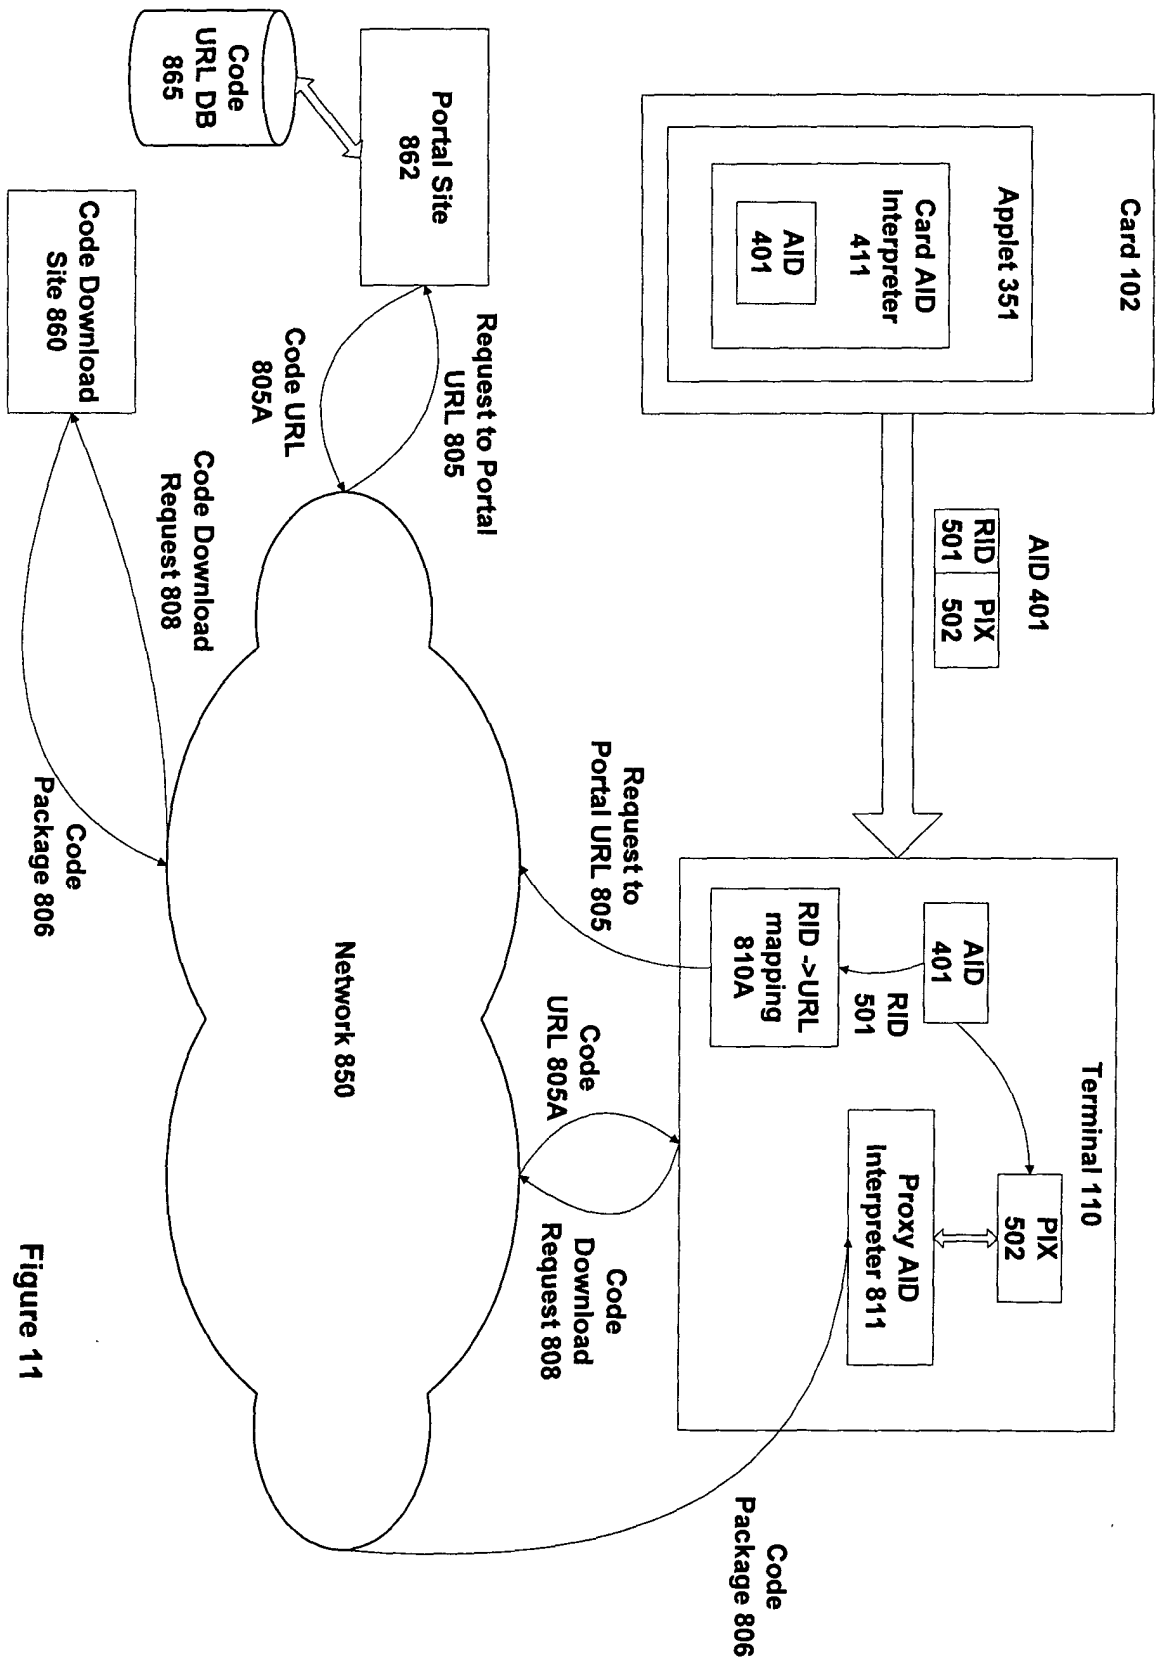 Card 102
Applet 351
Card AID
Interpreter
411
AID
401
AID 401
RID
501
PIX
502
Terminal 110
AID
401
PIX
502
RID
501
RID ->URL
mapping
810A
Proxy AID
Interpreter 811
Request to
Portal URL 805
Code
URL 805A
Code
Download
Request 808
Code
Package 806
Portal Site
862
Code
URL DB
865
Request to Portal
URL 805
Code URL
805A
Network 850
Code Download
Site 860
Code Download
Request 808
Code
Package 806
Figure 11